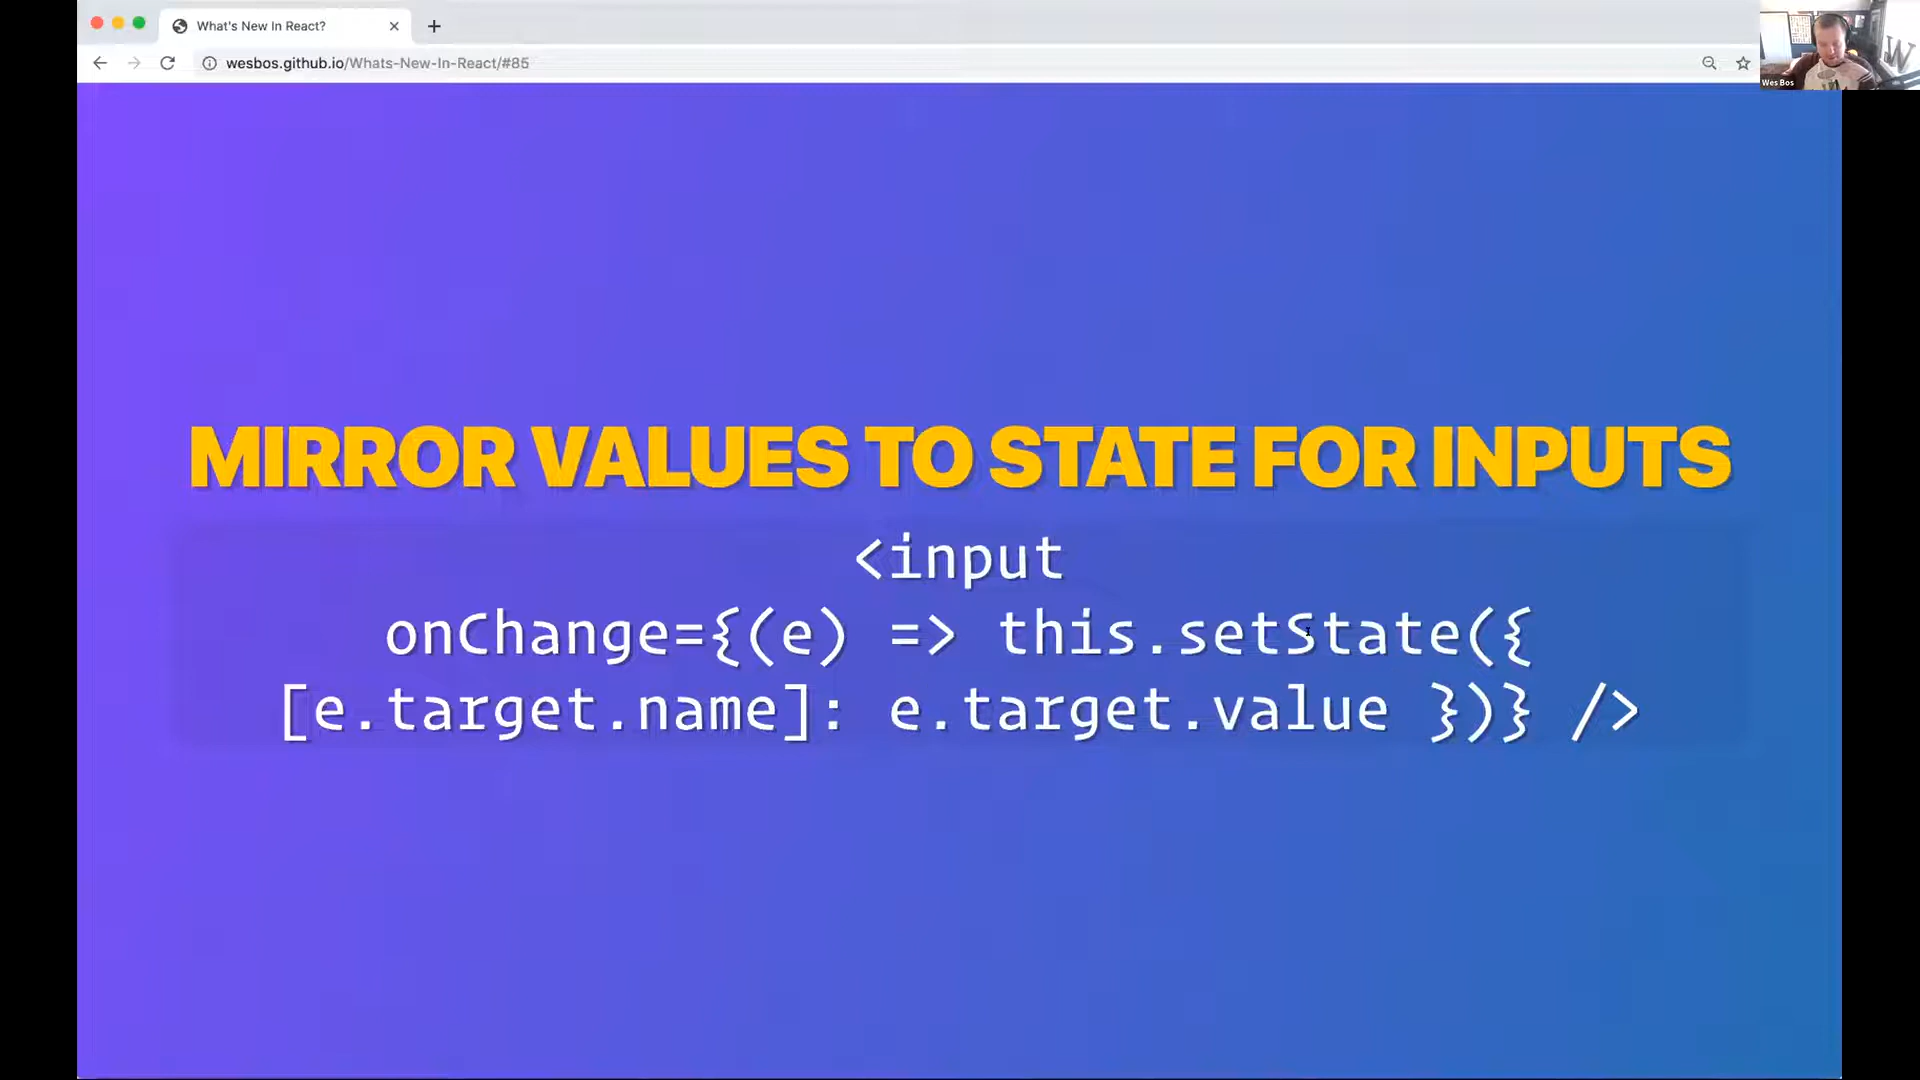 What's New In React?
wesbos.github.io/Whats-New-In-React/#85
Wes Bos
MIRROR VALUES TO STATE FOR INPUTS
<input
onChange={(e) => this.setState({
[e.target.name]: e.target.value })} />